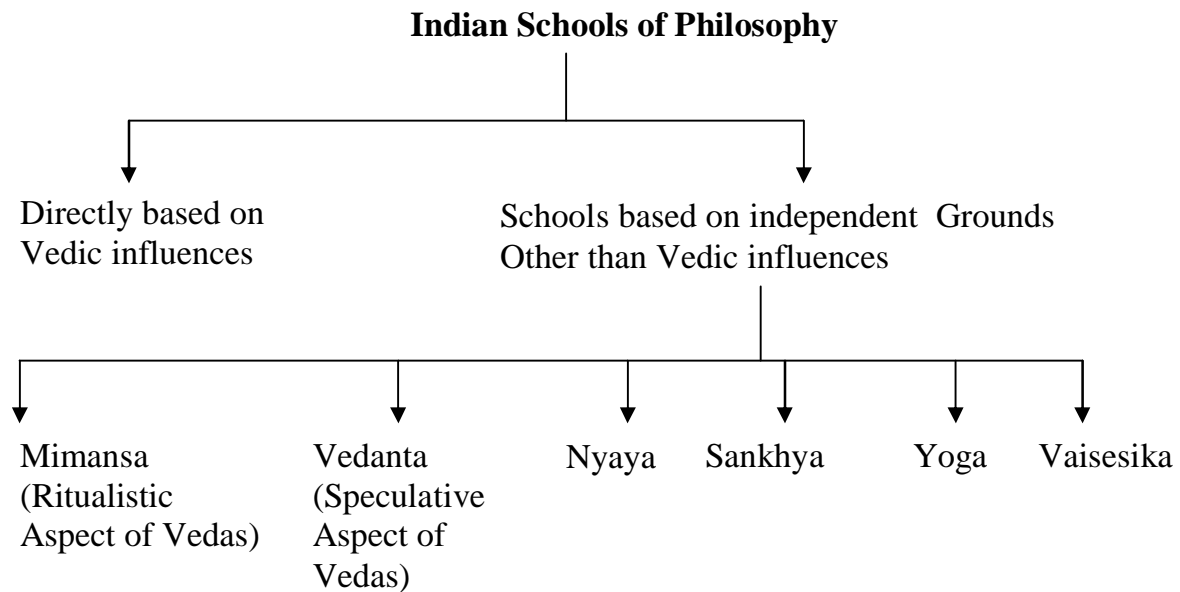 Indian Schools of Philosophy
Directly based on
Vedic influences
Schools based on independent Grounds
Other than Vedic influences
Mimansa
(Ritualistic
Aspect of Vedas)
Vedanta
(Speculative
Aspect of
Vedas)
Nyaya
Sankhya
Yoga
Vaisesika